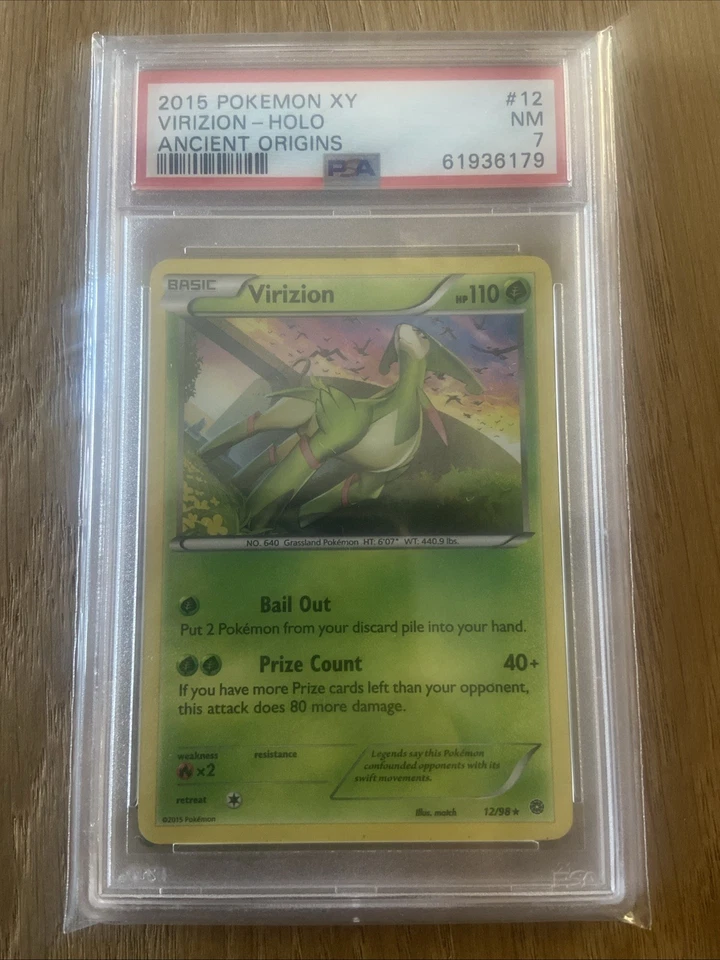 2015 POKEMON XY #12
VIRIZION – HOLO NM
ANCIENT ORIGINS 7
PSA 61936179
BASIC Virizion HP110
NO. 640 Grassland Pokémon HT: 6'07" WT: 440.9 lbs.
Bail Out
Put 2 Pokémon from your discard pile into your hand.
Prize Count 40+
If you have more Prize cards left than your opponent,
this attack does 80 more damage.
weakness resistance
×2
retreat
Legends say this Pokémon
confounded opponents with its
swift movements.
©2015 Pokémon
Illus. match 12/98 ★
PSA